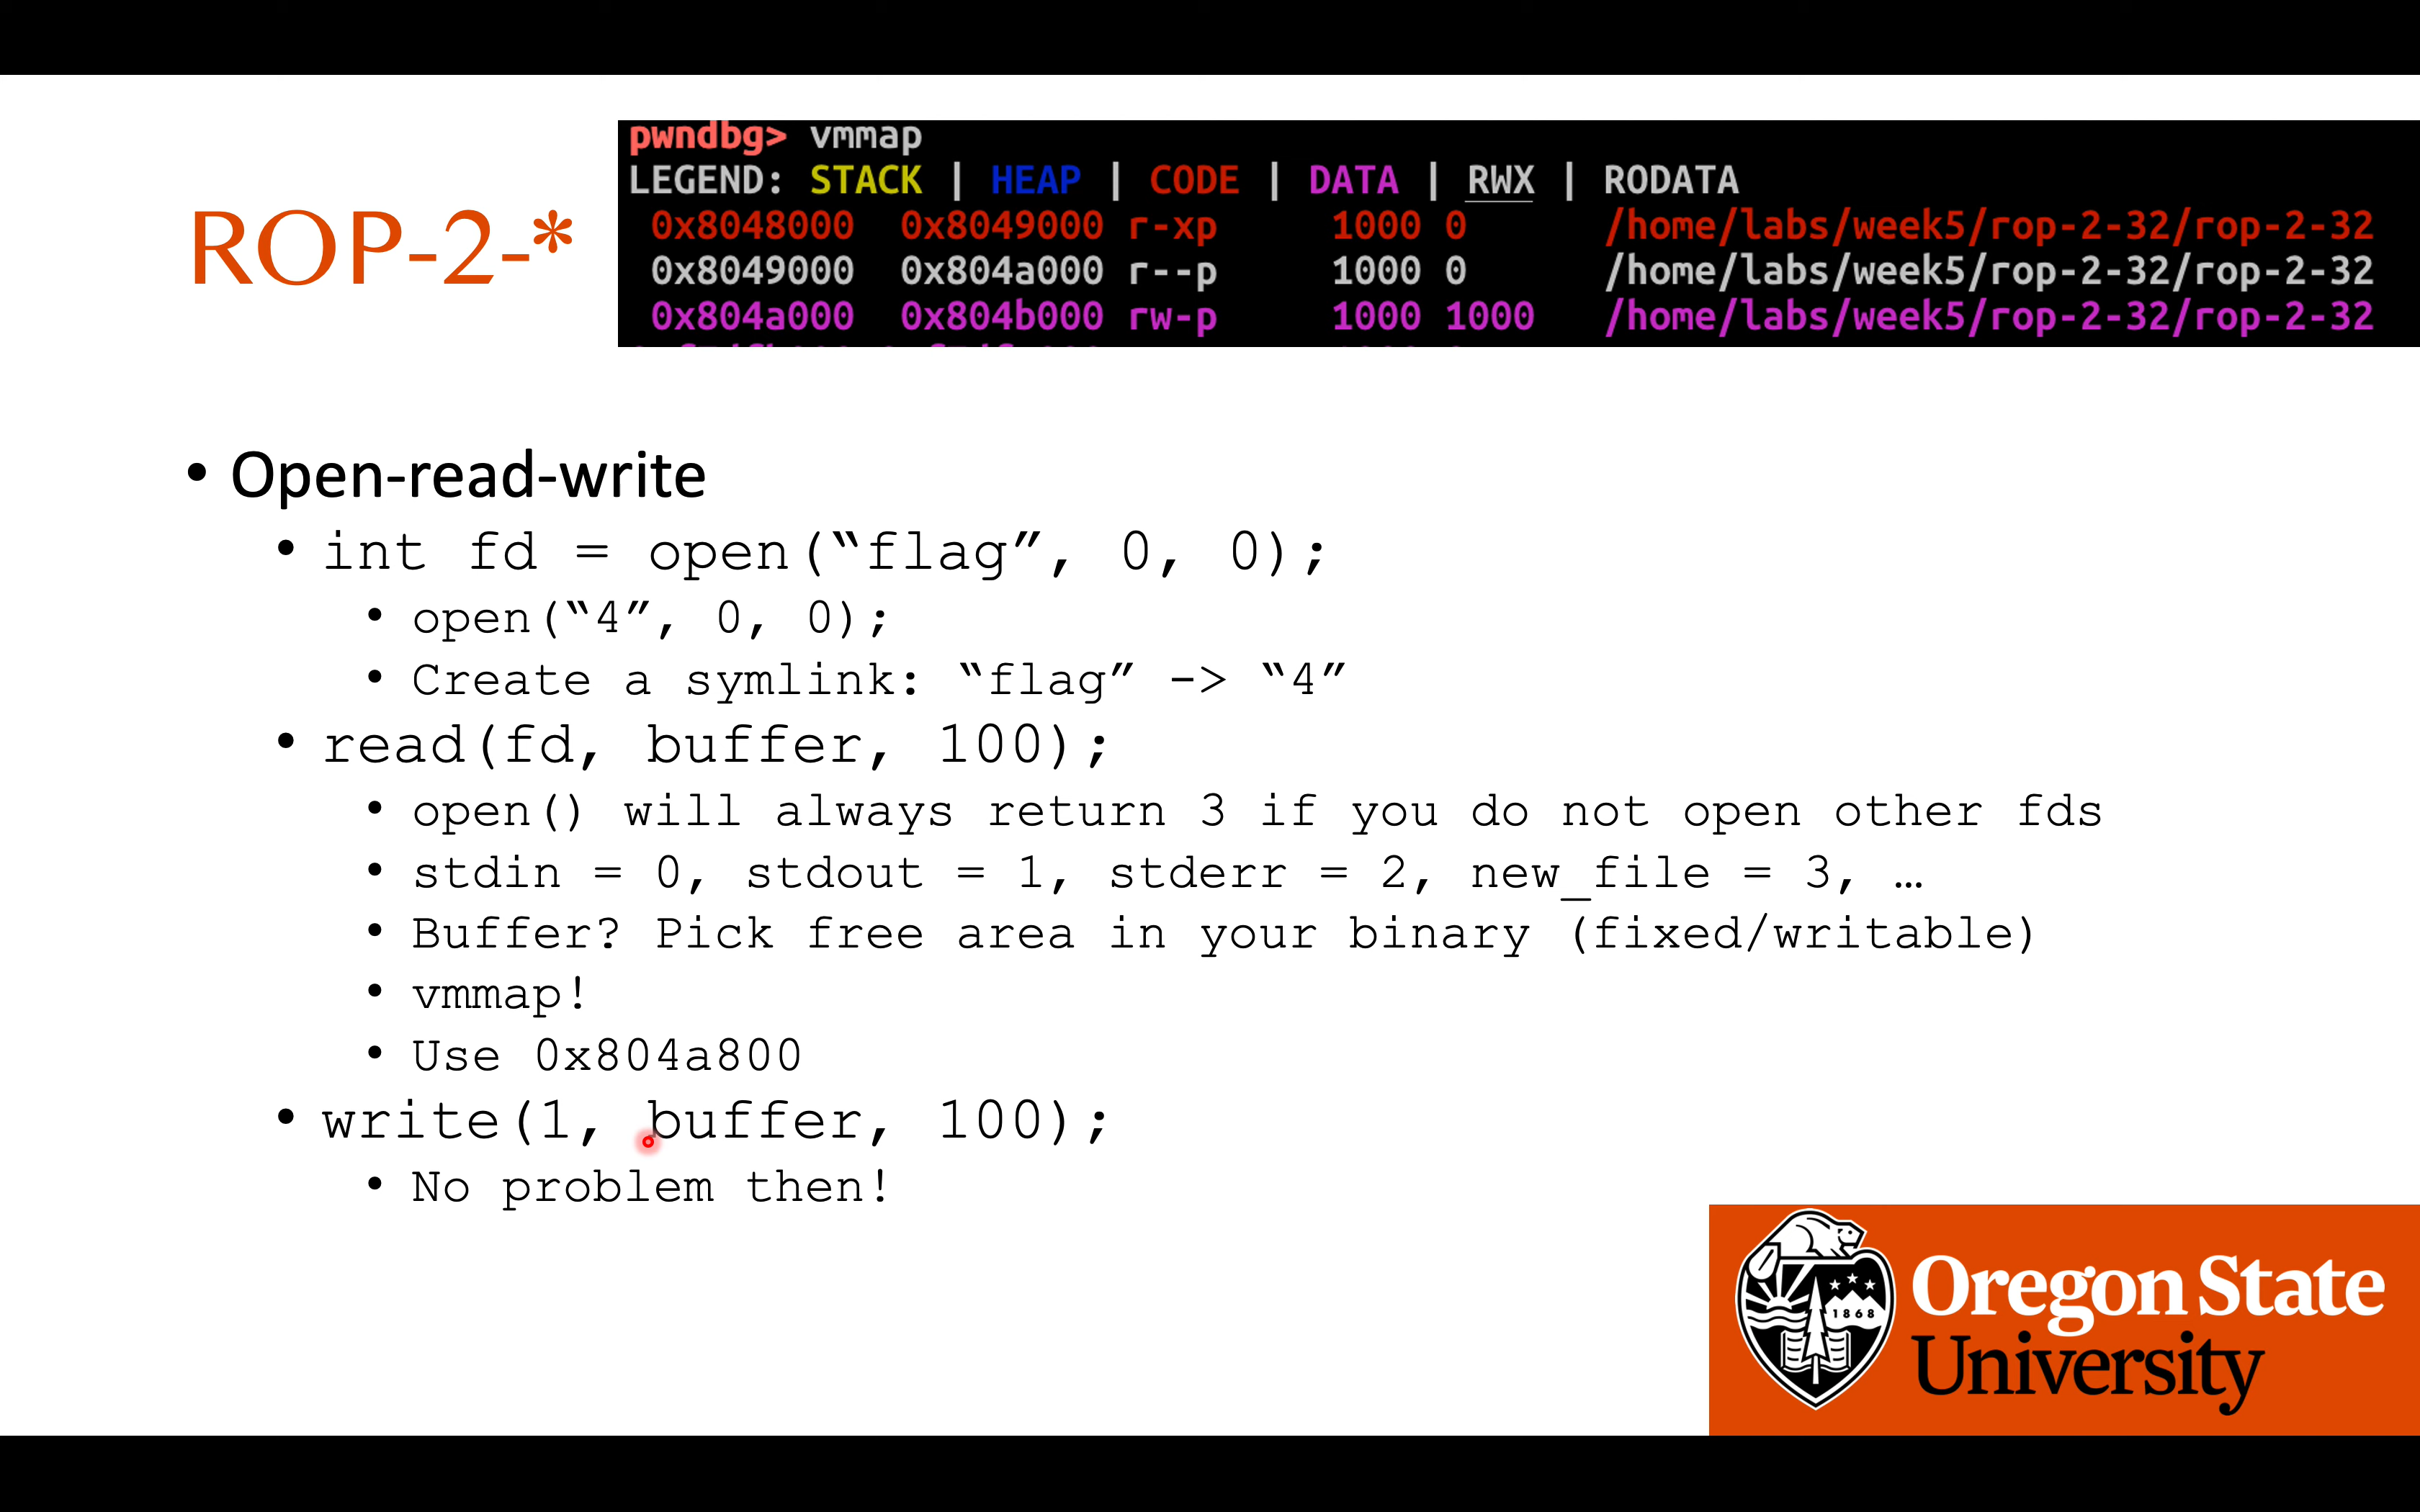 ROP-2-*
pwndbg> vmmap
LEGEND: STACK | HEAP | CODE | DATA | RWX | RODATA
0x8048000 0x8049000 r-xp 1000 0 /home/labs/week5/rop-2-32/rop-2-32
0x8049000 0x804a000 r--p 1000 0 /home/labs/week5/rop-2-32/rop-2-32
0x804a000 0x804b000 rw-p 1000 1000 /home/labs/week5/rop-2-32/rop-2-32
• Open-read-write
• int fd = open(“flag”, 0, 0);
• open(“4”, 0, 0);
• Create a symlink: “flag” -> “4”
• read(fd, buffer, 100);
• open() will always return 3 if you do not open other fds
• stdin = 0, stdout = 1, stderr = 2, new_file = 3, …
• Buffer? Pick free area in your binary (fixed/writable)
• vmmap!
• Use 0x804a800
• write(1, buffer, 100);
• No problem then!
1868
Oregon State
University